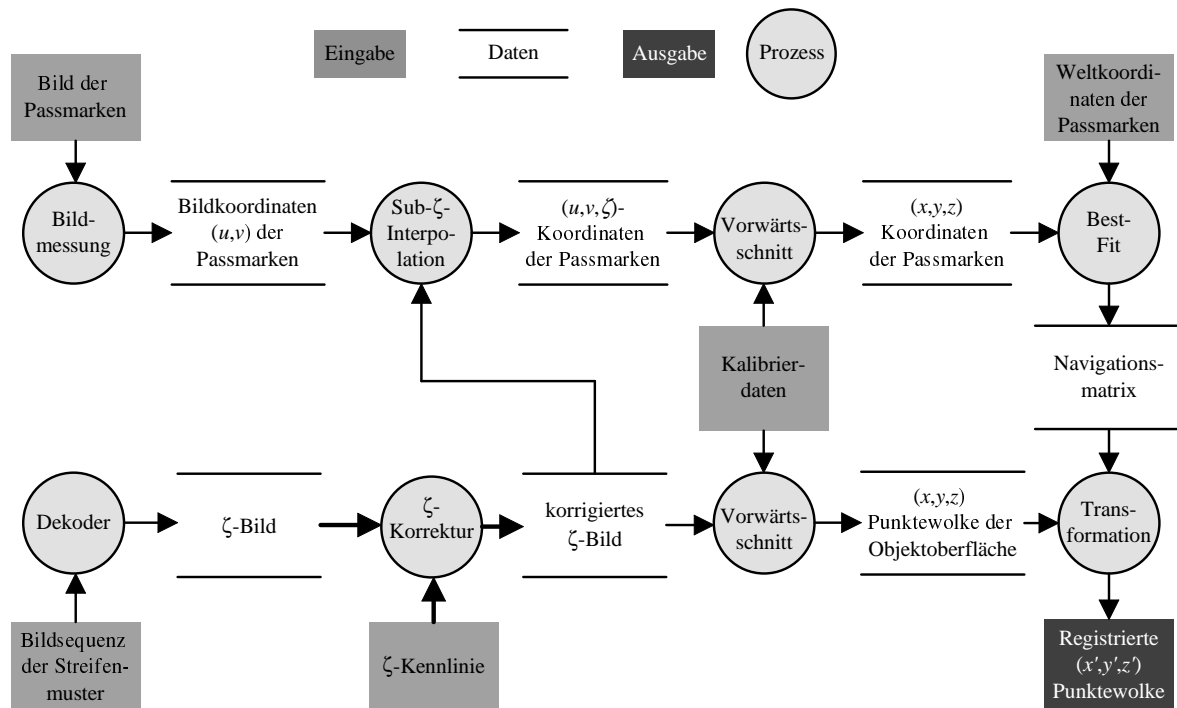 Eingabe
Daten
Ausgabe
Prozess
Bild der
Passmarken
Weltkoordi-
naten der
Passmarken
Bild-
messung
Bildkoordinaten
(u,v) der
Passmarken
Sub-ζ-
Interpo-
lation
(u,v,ζ)-
Koordinaten
der Passmarken
Vorwärts-
schnitt
(x,y,z)
Koordinaten
der Passmarken
Best-
Fit
Kalibrier-
daten
Navigations-
matrix
Dekoder
ζ-Bild
ζ-
Korrektur
korrigiertes
ζ-Bild
Vorwärts-
schnitt
(x,y,z)
Punktewolke der
Objektoberfläche
Trans-
formation
Bildsequenz
der Streifen-
muster
ζ-Kennlinie
Registrierte
(x',y',z')
Punktewolke